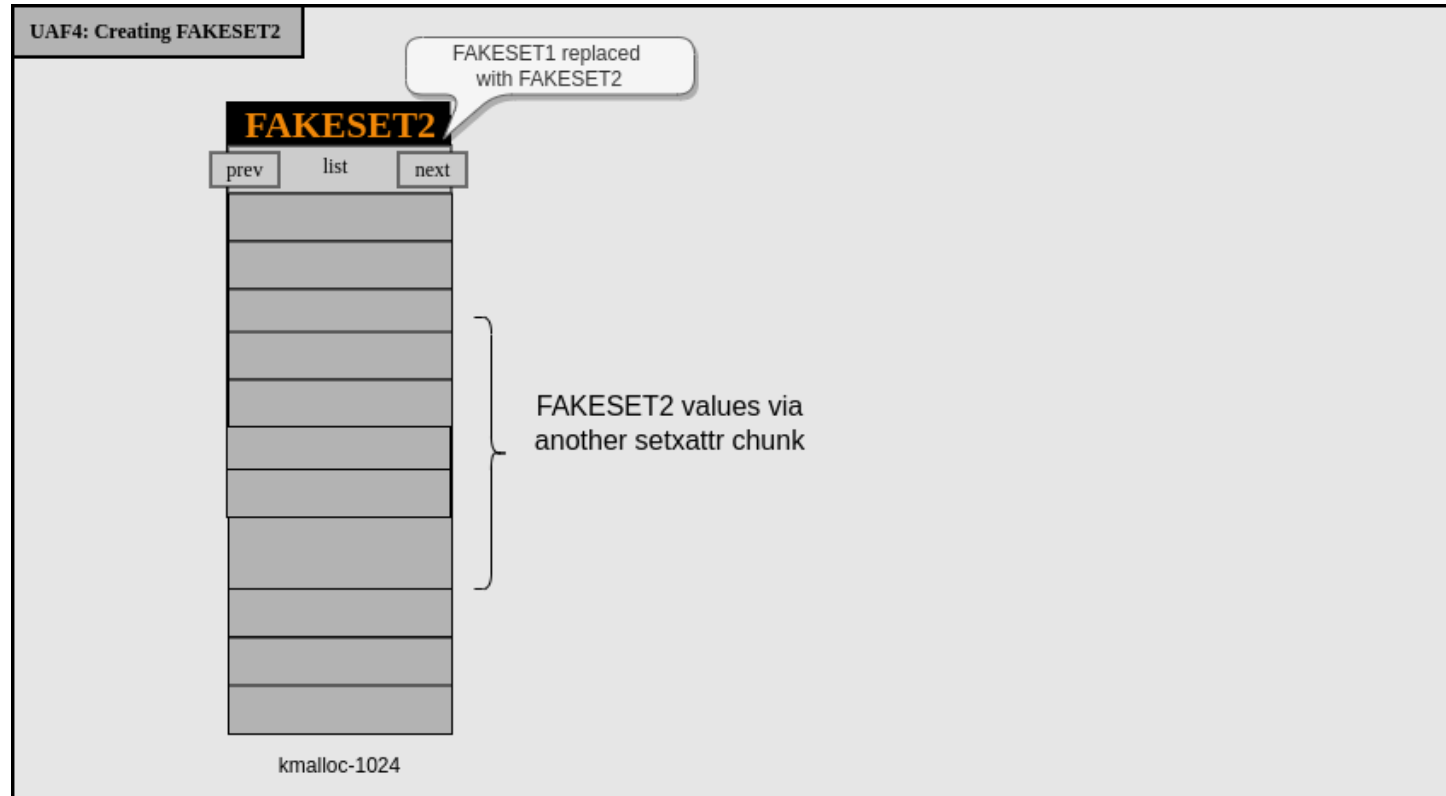 UAF4: Creating FAKESET2
FAKESET1 replaced
with FAKESET2
FAKESET2
prev
list
next
FAKESET2 values via
another setxattr chunk
kmalloc-1024